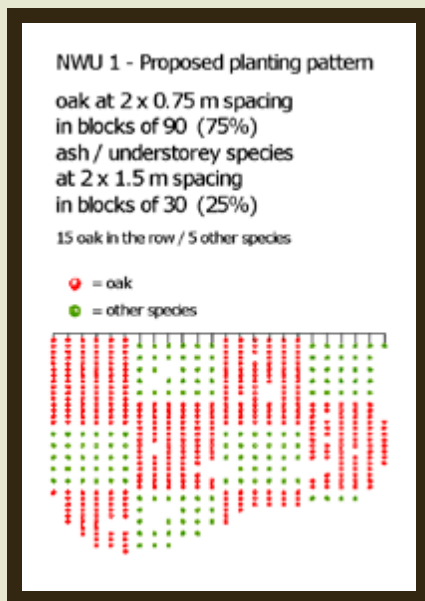 NWU 1 - Proposed planting pattern
oak at 2 x 0.75 m spacing
in blocks of 90 (75%)
ash / understorey species
at 2 x 1.5 m spacing
in blocks of 30 (25%)
15 oak in the row / 5 other species
= oak
= other species